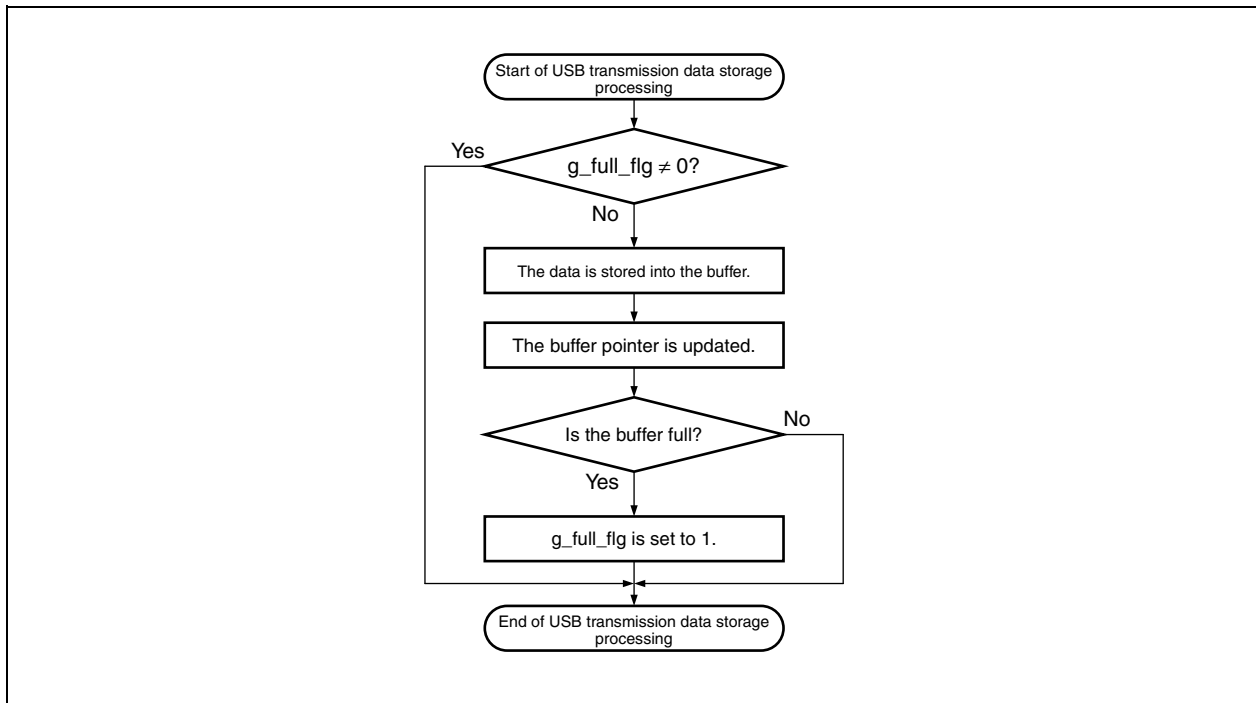 Start of USB transmission data storage
processing
Yes
g_full_flg ≠ 0?
No
The data is stored into the buffer.
The buffer pointer is updated.
Is the buffer full?
No
Yes
g_full_flg is set to 1.
End of USB transmission data storage
processing